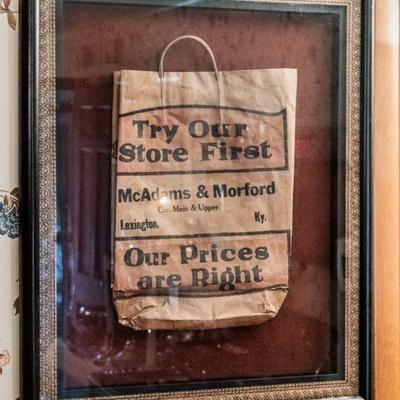 Try Our
Store First
McAdams & Morford
Cor. Main & Upper
Lexington, Ky.
Our Prices
are Right